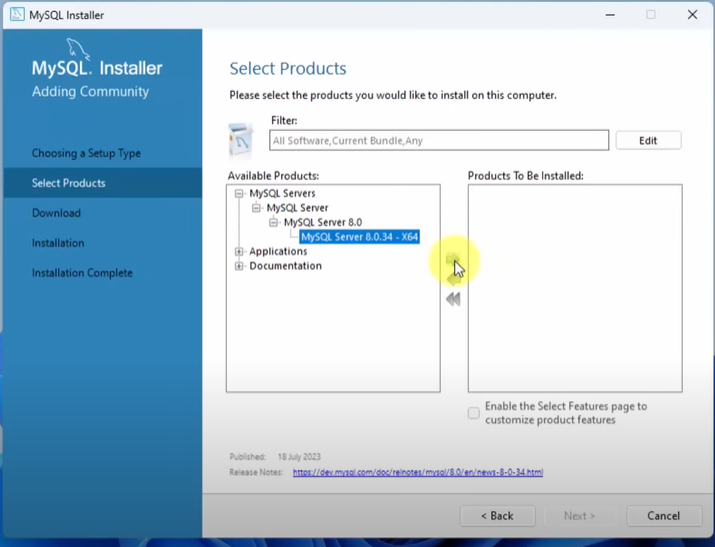 MySQL Installer
MySQL. Installer
Adding Community
Choosing a Setup Type
Select Products
Download
Installation
Installation Complete
Select Products
Please select the products you would like to install on this computer.
Filter:
All Software,Current Bundle,Any
Edit
Available Products:
Products To Be Installed:
MySQL Servers
MySQL Server
MySQL Server 8.0
MySQL Server 8.0.34 - X64
Applications
Documentation
Enable the Select Features page to
customize product features
Published: 18 July 2023
Release Notes: https://dev.mysql.com/doc/relnotes/mysql/8.0/en/news-8-0-34.html
< Back
Next >
Cancel